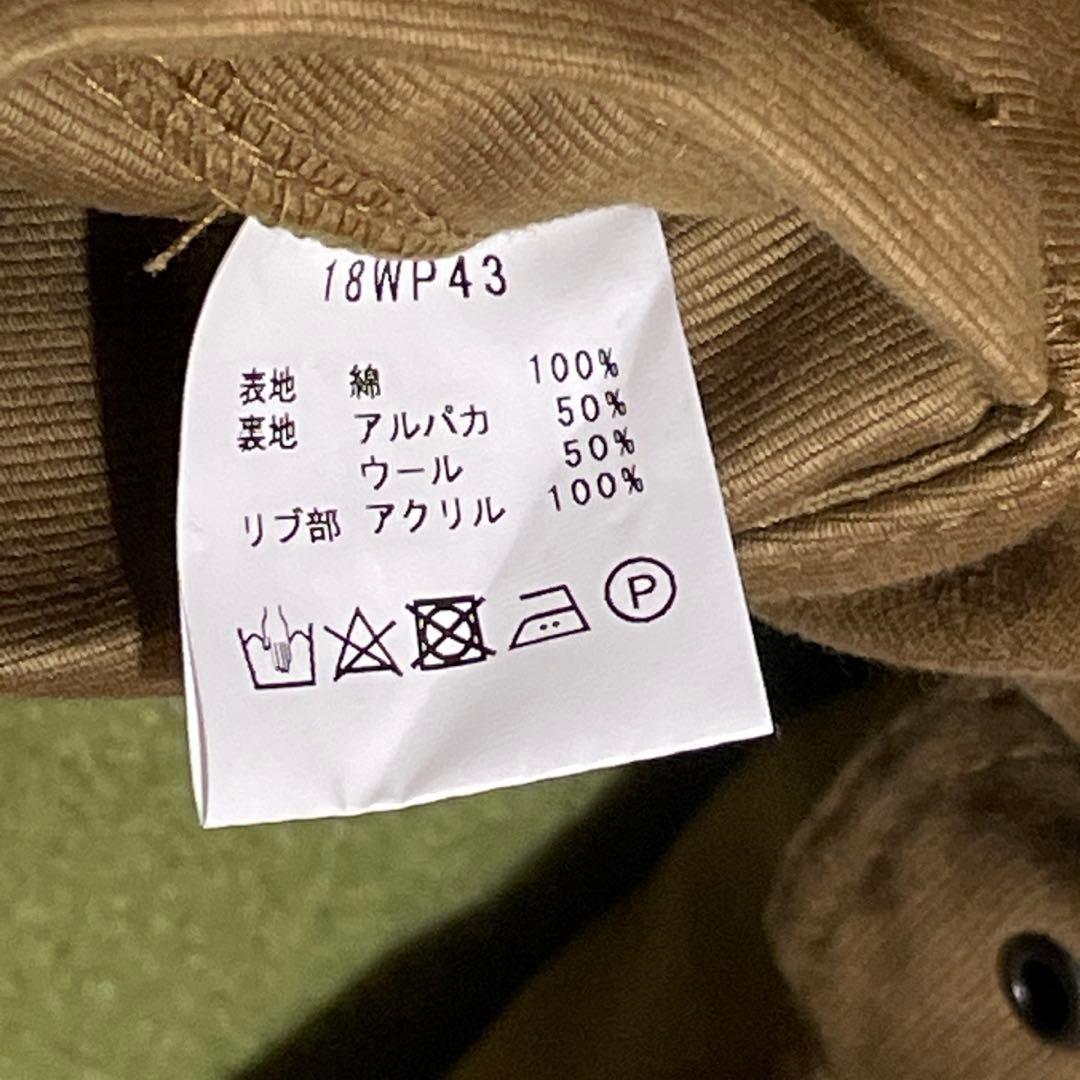 18WP43
表地 綿 100%
裏地 アルパカ 50%
ウール 50%
リブ部 アクリル 100%
P